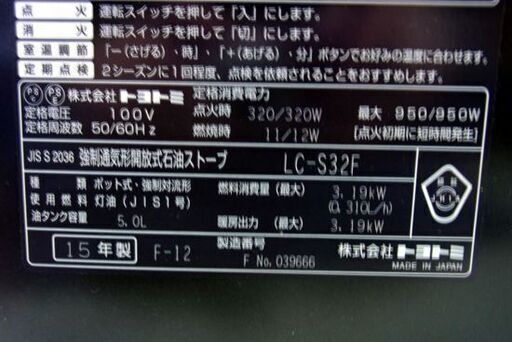 点火 運転スイッチを押して「入」にします。
消火 運転スイッチを押して「切」にします。
室温調節 「－(さげる)・時」、「＋(あげる)・分」ボタンでお好みの温度に合わせます。
定期点検 2シーズンに1回程度、点検を依頼されることをおすすめします
PS C PS E 株式会社トヨトミ 定格消費電力
定格電圧 100V 点火時 320/320W 最大 950/950W
定格周波数 50/60Hz 燃焼時 11/12W [点火初期に短時間発生]
JIS S 2036 強制通気形開放式石油ストーブ LC-S32F
種類 ポット式・強制対流形 燃料消費量(最大) 3.19kW
使用燃料 灯油(JIS1号) (0.310L/h)
油タンク容量 5.0L 暖房出力(最大) 3.19kW
15年製 F-12 製造番号 株式会社トヨトミ
F No.039666 MADE IN JAPAN
JHIA